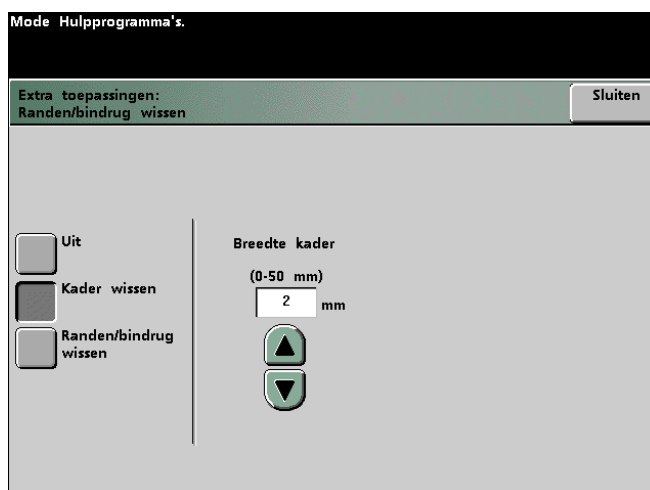 Mode Hulpprogramma's.
Extra toepassingen:
Randen/bindrug wissen
Sluiten
Uit
Kader wissen
Randen/bindrug
wissen
Breedte kader
(0-50 mm)
2 mm